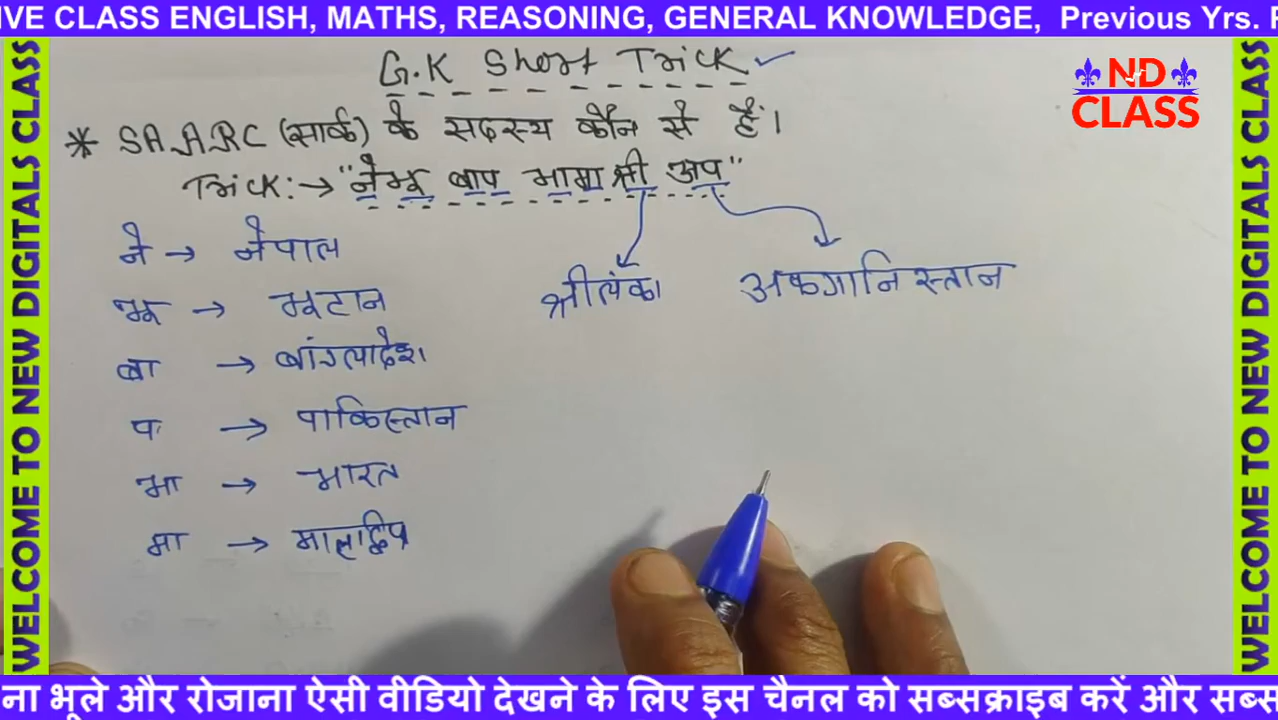 IVE CLASS ENGLISH, MATHS, REASONING, GENERAL KNOWLEDGE, Previous Yrs.
WELCOME TO NEW DIGITALS CLASS
G.K Short Trick
ND
CLASS
* SAARC (सार्क) के सदस्य कौन से हैं।
Trick:→ "नेभू बाप भामा श्री अप"
ने → नेपाल
भू → भूटान
श्रीलंका अफगानिस्तान
बा → बांग्लादेश
प → पाकिस्तान
भा → भारत
मा → मालाद्विप
WELCOME TO NEW DIGITALS CLASS
ना भूले और रोजाना ऐसी वीडियो देखने के लिए इस चैनल को सब्सक्राइब करें और सब्स